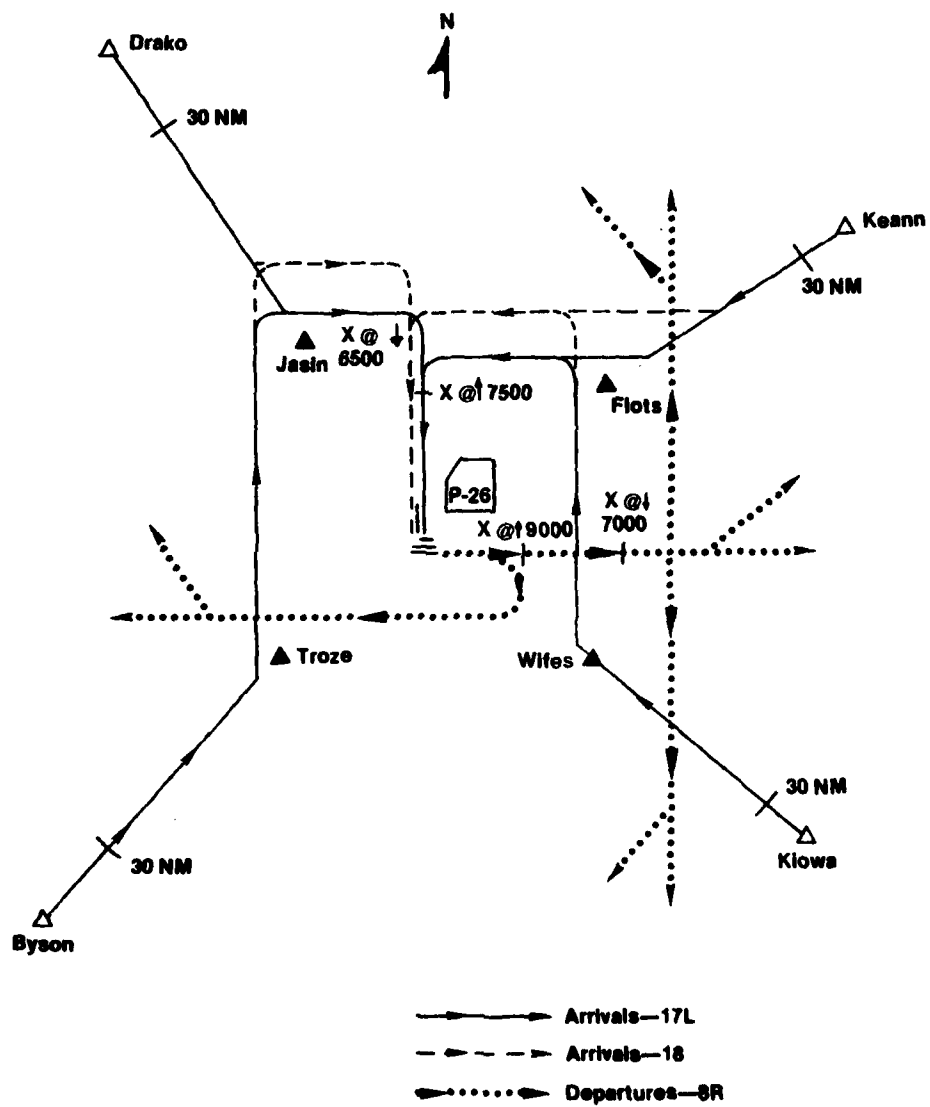 N
Drako
30 NM
Keann
30 NM
X @
6500
Jasin
X @ 7500
Flots
P-26
X @
7000
X @ 9000
Troze
Wifes
30 NM
Kiowa
30 NM
Byson
Arrivals—17L
Arrivals—18
Departures—8R